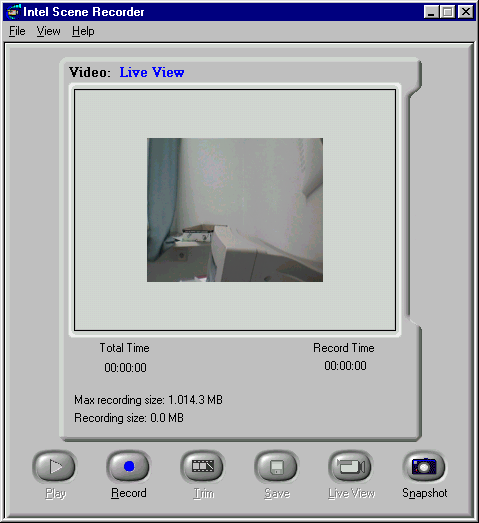 Intel Scene Recorder
File View Help
Video: Live View
Total Time Record Time
00:00:00 00:00:00
Max recording size: 1.014.3 MB
Recording size: 0.0 MB
Play Record Trim Save Live View Snapshot